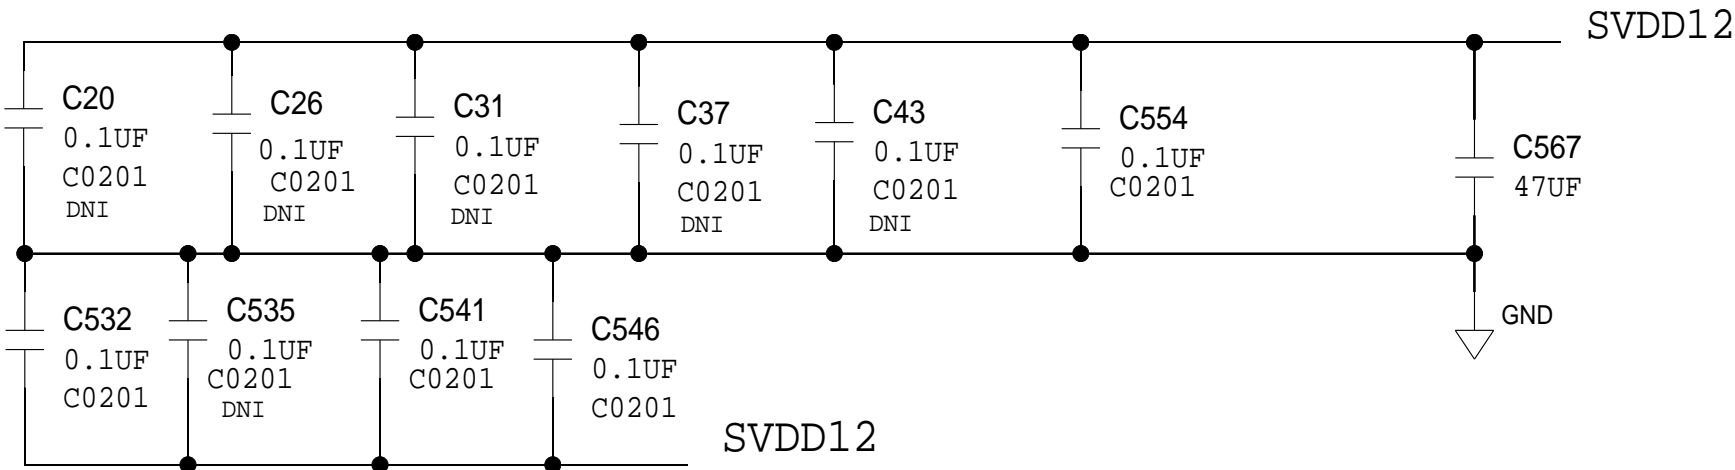 SVDD12
C20
0.1UF
C0201
DNI
C26
0.1UF
C0201
DNI
C31
0.1UF
C0201
DNI
C37
0.1UF
C0201
DNI
C43
0.1UF
C0201
DNI
C554
0.1UF
C0201
C567
47UF
C532
0.1UF
C0201
C535
0.1UF
C0201
DNI
C541
0.1UF
C0201
C546
0.1UF
C0201
GND
SVDD12